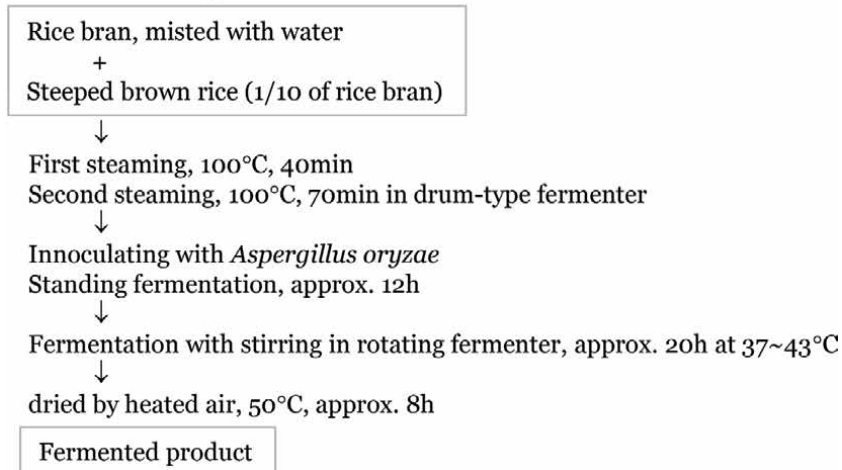 Rice bran, misted with water
+
Steeped brown rice (1/10 of rice bran)
↓
First steaming, 100°C, 40min
Second steaming, 100°C, 70min in drum-type fermenter
↓
Innoculating with Aspergillus oryzae
Standing fermentation, approx. 12h
↓
Fermentation with stirring in rotating fermenter, approx. 20h at 37~43°C
↓
dried by heated air, 50°C, approx. 8h
Fermented product